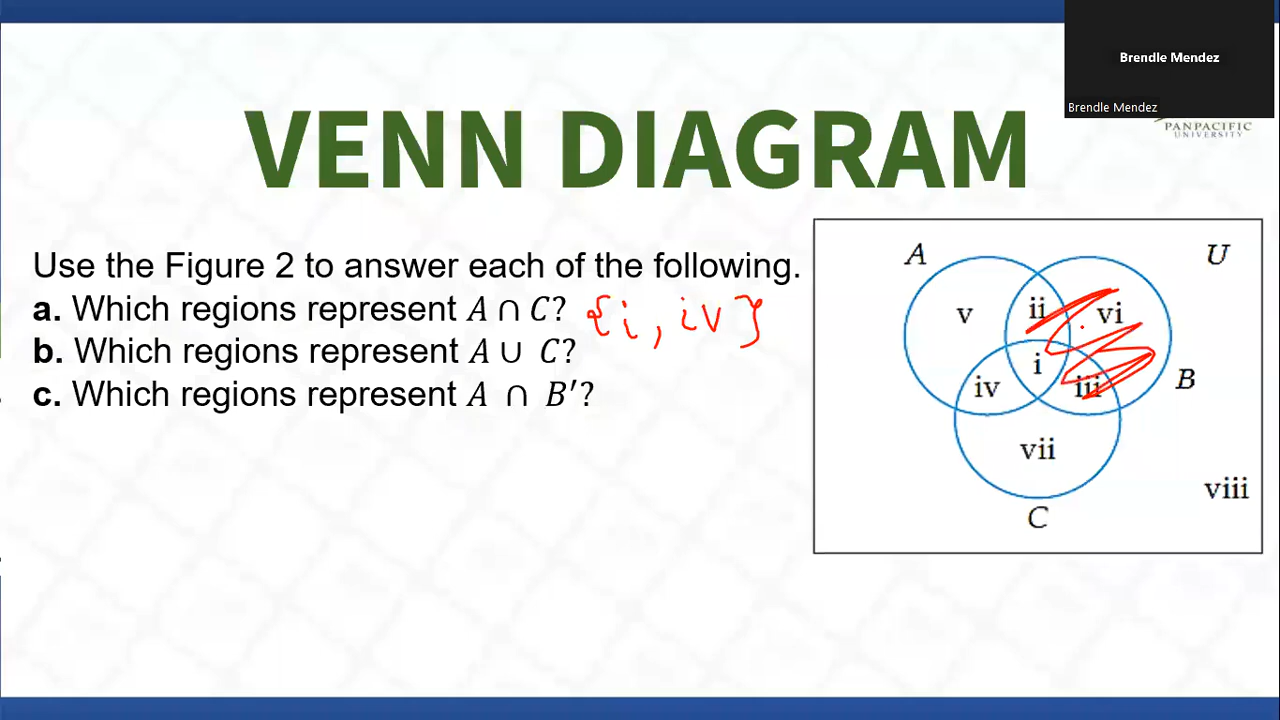 Brendle Mendez
Brendle Mendez
PANPACIFIC
UNIVERSITY
VENN DIAGRAM
Use the Figure 2 to answer each of the following.
a. Which regions represent A ∩ C? {i, iv}
b. Which regions represent A ∪ C?
c. Which regions represent A ∩ B′?
A U
v ii vi
i
B
iv iii
vii
viii
C